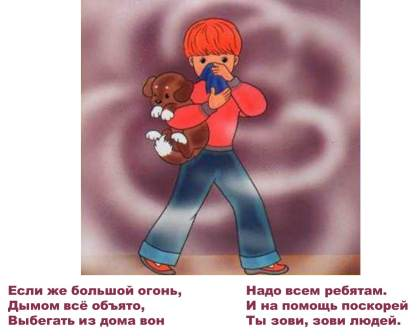 Если же большой огонь,
Дымом всё объято,
Выбегать из дома вон
Надо всем ребятам.
И на помощь поскорей
Ты зови, зови людей.